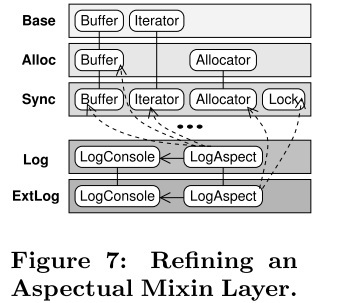 Base Buffer Iterator
Alloc Buffer Allocator
Sync Buffer Iterator Allocator Lock
•••
Log LogConsole LogAspect
ExtLog LogConsole LogAspect
Figure 7: Refining an
Aspectual Mixin Layer.